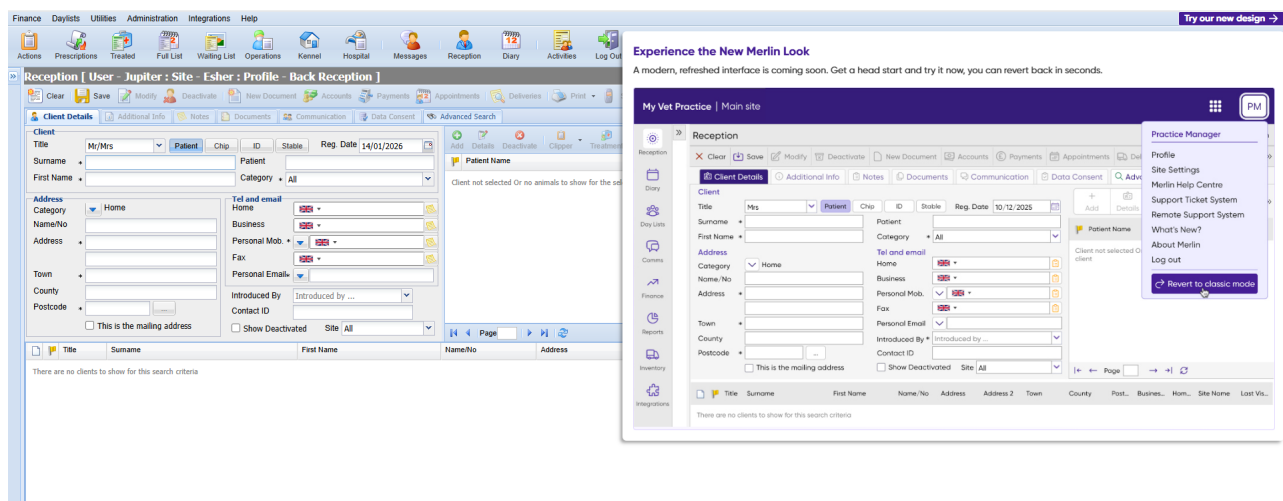 Finance Daylists Utilities Administration Integrations Help
Try our new design →
Actions Prescriptions Treated Full List Waiting List Operations Kennel Hospital Messages Reception Diary Activities Log Out
Reception [ User - Jupiter : Site - Esher : Profile - Back Reception ]
Clear Save Modify Deactivate New Document Accounts Payments Appointments Deliveries Print
Client Details Additional Info Notes Documents Communication Data Consent Advanced Search
Client
Title Mr/Mrs Patient Chip ID Stable Reg. Date 14/01/2026
Surname Patient
First Name Category All
Add Details Deactivate Clipper Treatment
Patient Name
Client not selected Or no animals to show for the sel
Address
Category Home
Name/No
Address
Town
County
Postcode ...
This is the mailing address
Tel and email
Home
Business
Personal Mob.
Fax
Personal Email
Introduced By Introduced by ...
Contact ID
Show Deactivated Site All
Page
Title Surname First Name Name/No Address
There are no clients to show for this search criteria
Experience the New Merlin Look
A modern, refreshed interface is coming soon. Get a head start and try it now, you can revert back in seconds.
My Vet Practice | Main site PM
Reception
Diary
Day Lists
Comms
Finance
Reports
Inventory
Integrations
Reception
Clear Save Modify Deactivate New Document Accounts Payments Appointments
Client Details Additional Info Notes Documents Communication Data Consent
Client
Title Mrs Patient Chip ID Stable Reg. Date 10/12/2025
Surname Patient
First Name Category All
Address
Category Home
Name/No
Address
Town
County
Postcode ...
This is the mailing address
Tel and email
Home
Business
Personal Mob.
Fax
Personal Email
Introduced By Introduced by ...
Contact ID
Show Deactivated Site All
Add Details
Patient Name
Client not selected
client
Page
Title Surname First Name Name/No Address Address 2 Town County Post... Busines... Hom... Site Name Last Vis...
There are no clients to show for this search criteria
Practice Manager
Profile
Site Settings
Merlin Help Centre
Support Ticket System
Remote Support System
What's New?
About Merlin
Log out
Revert to classic mode